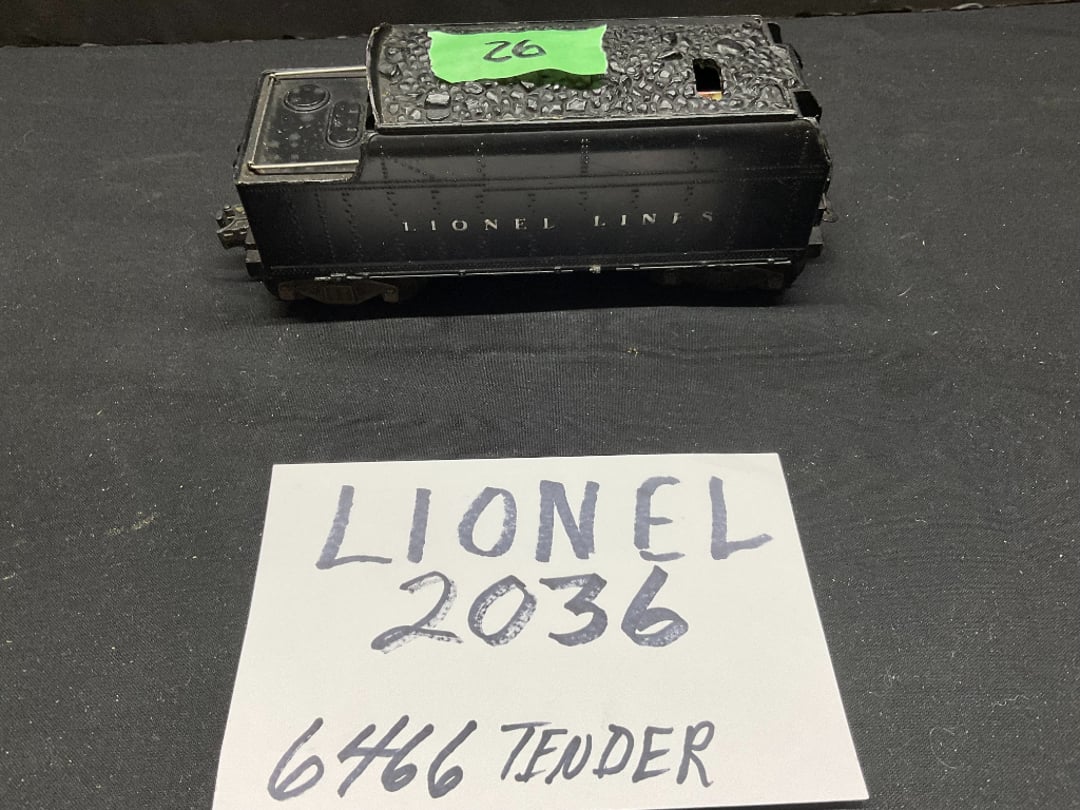 26
LIONEL LINES
LIONEL
2036
6466 TENDER